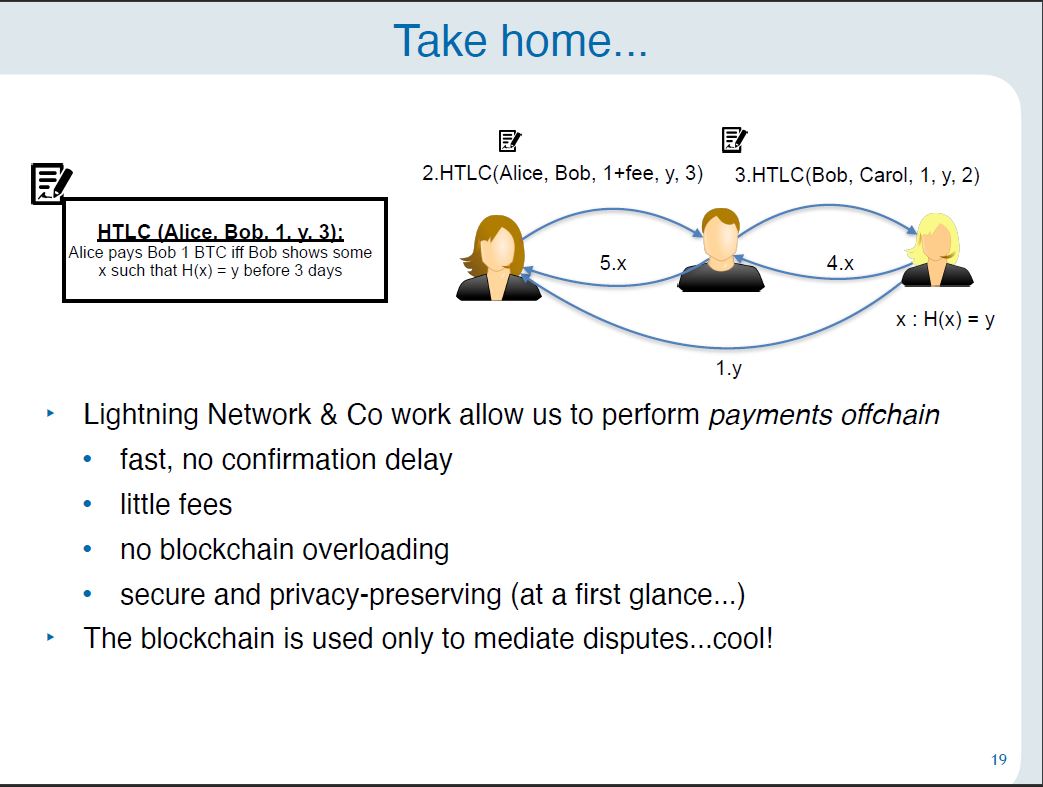 Take home...
2.HTLC(Alice, Bob, 1+fee, y, 3)
3.HTLC(Bob, Carol, 1, y, 2)
HTLC (Alice, Bob, 1, y, 3):
Alice pays Bob 1 BTC iff Bob shows some
x such that H(x) = y before 3 days
5.x
4.x
x : H(x) = y
1.y
‣ Lightning Network & Co work allow us to perform payments offchain
• fast, no confirmation delay
• little fees
• no blockchain overloading
• secure and privacy-preserving (at a first glance...)
‣ The blockchain is used only to mediate disputes...cool!
19